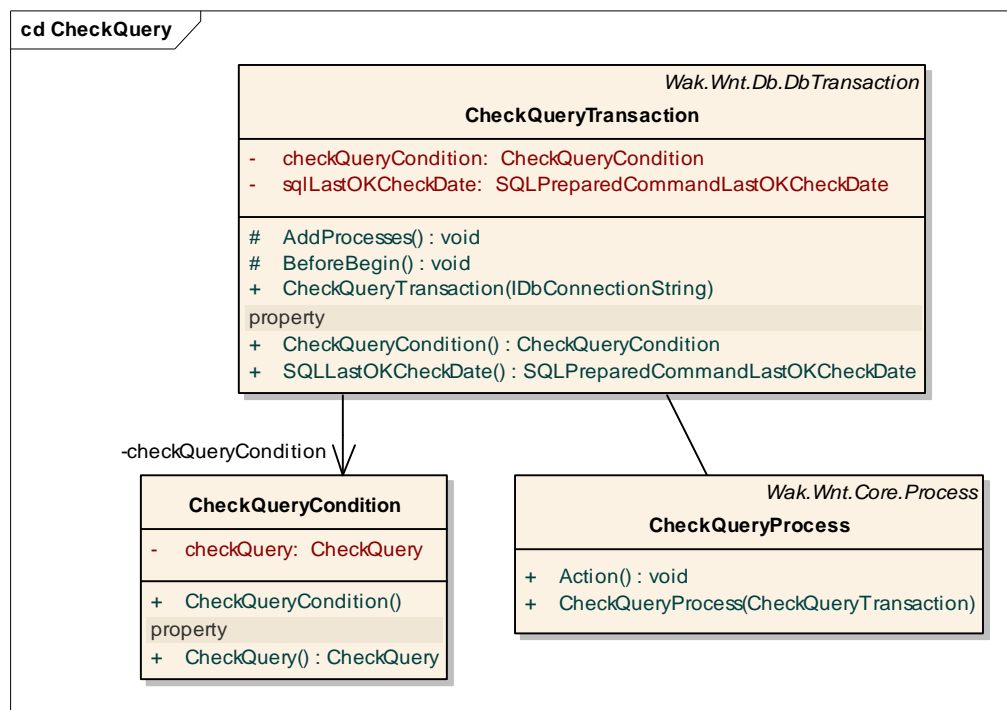 cd CheckQuery
Wak.Wnt.Db.DbTransaction
CheckQueryTransaction
- checkQueryCondition: CheckQueryCondition
- sqlLastOKCheckDate: SQLPreparedCommandLastOKCheckDate
# AddProcesses() : void
# BeforeBegin() : void
+ CheckQueryTransaction(IDbConnectionString)
property
+ CheckQueryCondition() : CheckQueryCondition
+ SQLLastOKCheckDate() : SQLPreparedCommandLastOKCheckDate
-checkQueryCondition
CheckQueryCondition
- checkQuery: CheckQuery
+ CheckQueryCondition()
property
+ CheckQuery() : CheckQuery
Wak.Wnt.Core.Process
CheckQueryProcess
+ Action() : void
+ CheckQueryProcess(CheckQueryTransaction)